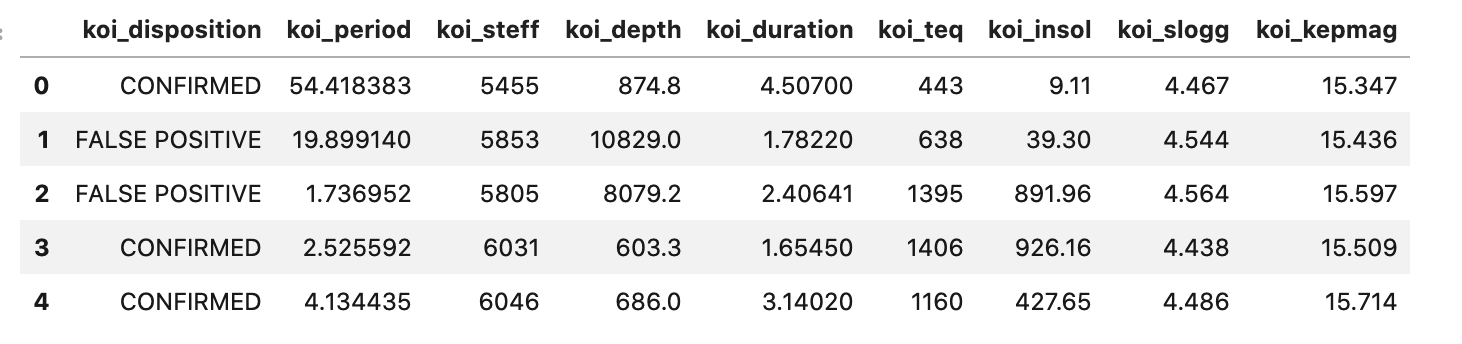 koi_disposition koi_period koi_steff koi_depth koi_duration koi_teq koi_insol koi_slogg koi_kepmag
0 CONFIRMED 54.418383 5455 874.8 4.50700 443 9.11 4.467 15.347
1 FALSE POSITIVE 19.899140 5853 10829.0 1.78220 638 39.30 4.544 15.436
2 FALSE POSITIVE 1.736952 5805 8079.2 2.40641 1395 891.96 4.564 15.597
3 CONFIRMED 2.525592 6031 603.3 1.65450 1406 926.16 4.438 15.509
4 CONFIRMED 4.134435 6046 686.0 3.14020 1160 427.65 4.486 15.714